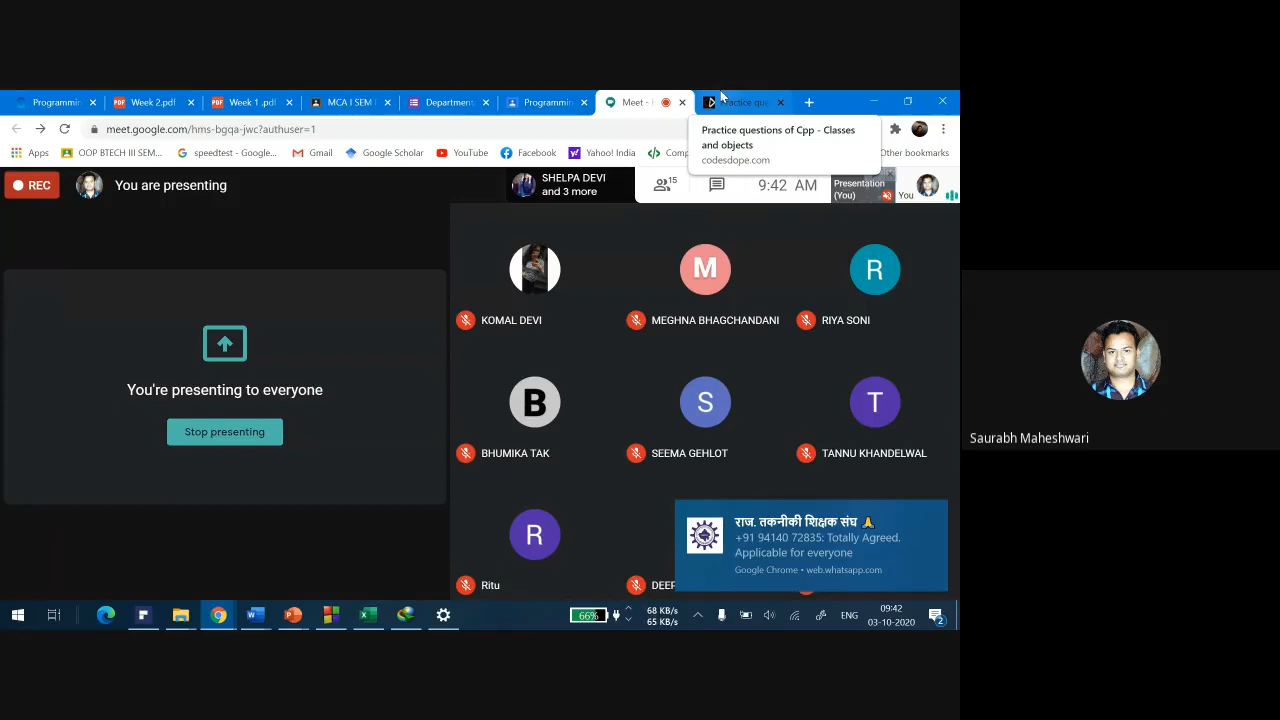 Programmin
Week 2.pdf
Week 1 .pdf
MCA I SEM
Department
Programmin
Meet -
Practice que
meet.google.com/hms-bgqa-jwc?authuser=1
Practice questions of Cpp - Classes
and objects
codesdope.com
Apps
OOP BTECH III SEM...
speedtest - Google...
Gmail
Google Scholar
YouTube
Facebook
Yahoo! India
Comp
Other bookmarks
REC
You are presenting
SHELPA DEVI
and 3 more
15
9:42 AM
Presentation
(You)
You
M
R
KOMAL DEVI
MEGHNA BHAGCHANDANI
RIYA SONI
You're presenting to everyone
Stop presenting
B
S
T
BHUMIKA TAK
SEEMA GEHLOT
TANNU KHANDELWAL
Saurabh Maheshwari
R
राज. तकनीकी शिक्षक संघ 🙏
+91 94140 72835: Totally Agreed.
Applicable for everyone
Google Chrome • web.whatsapp.com
Ritu
DEEP
66%
68 KB/s
65 KB/s
ENG
09:42
03-10-2020
2